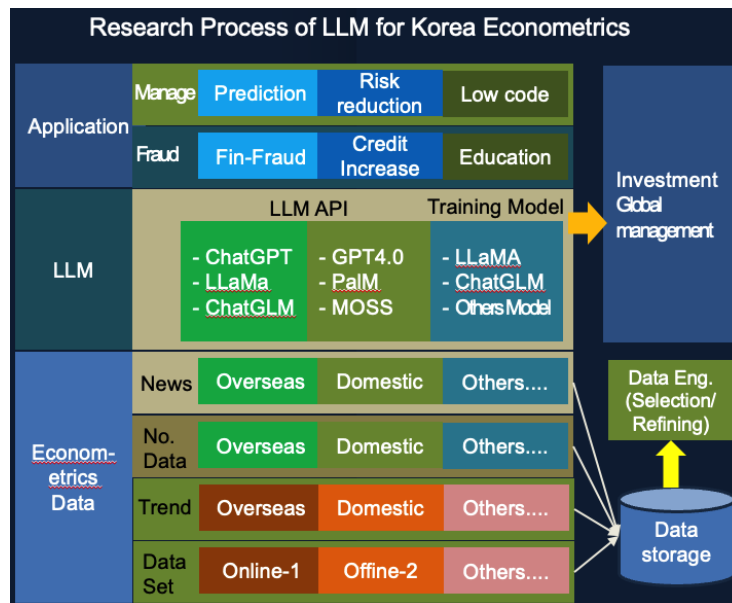 Research Process of LLM for Korea Econometrics
Application
Manage
Prediction
Risk
reduction
Low code
Fraud
Fin-Fraud
Credit
Increase
Education
Investment
Global
management
LLM
LLM API
Training Model
- ChatGPT
- LLaMa
- ChatGLM
- GPT4.0
- PalM
- MOSS
- LLaMA
- ChatGLM
- Others Model
Econom-
etrics
Data
News
Overseas
Domestic
Others....
No.
Data
Overseas
Domestic
Others....
Trend
Overseas
Domestic
Others....
Data
Set
Online-1
Offine-2
Others....
Data Eng.
(Selection/
Refining)
Data
storage